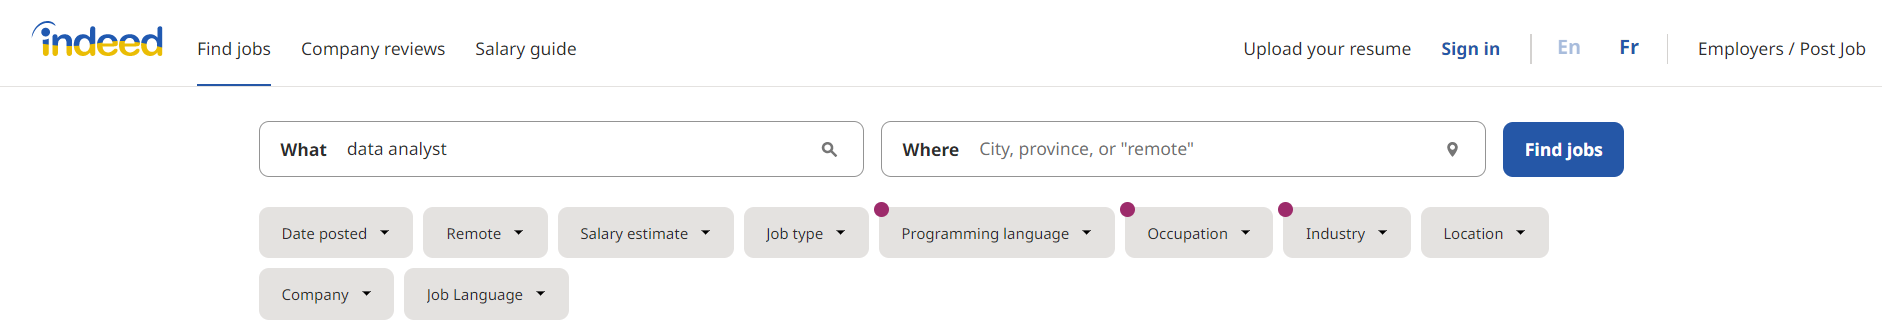 indeed Find jobs Company reviews Salary guide Upload your resume Sign in En Fr Employers / Post Job
What data analyst Where City, province, or "remote" Find jobs
Date posted Remote Salary estimate Job type Programming language Occupation Industry Location
Company Job Language